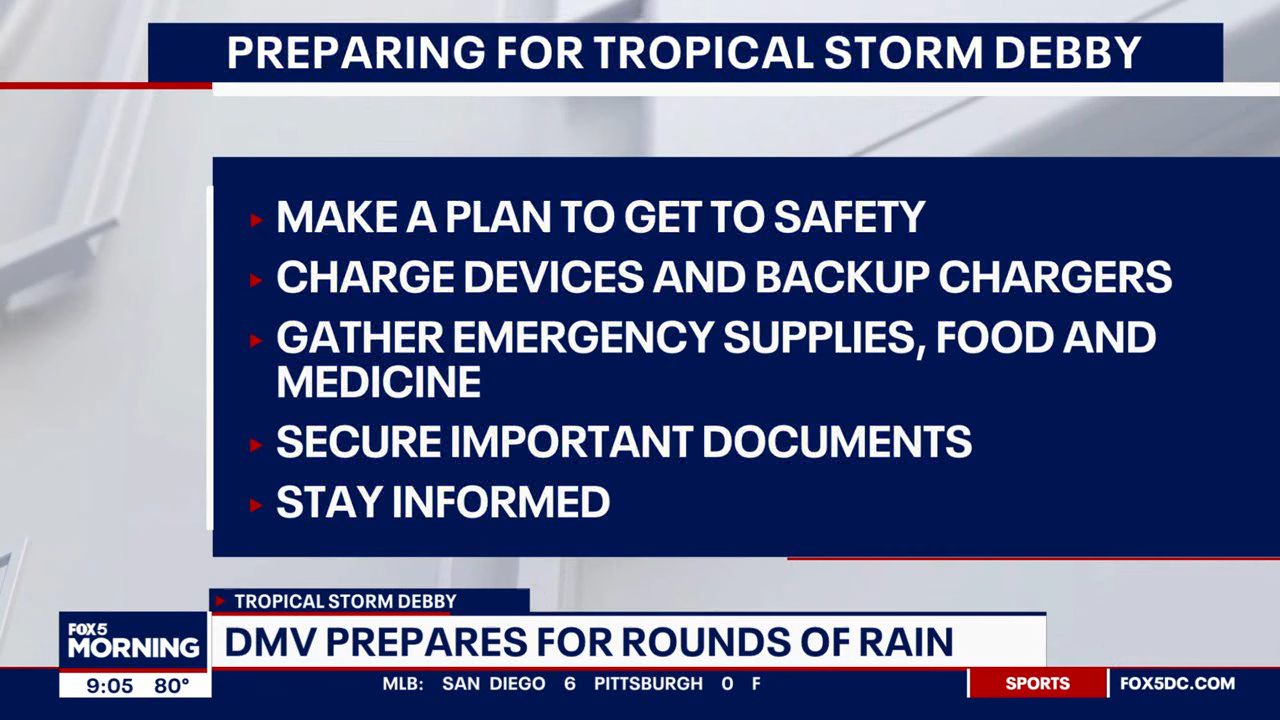 PREPARING FOR TROPICAL STORM DEBBY
MAKE A PLAN TO GET TO SAFETY
CHARGE DEVICES AND BACKUP CHARGERS
GATHER EMERGENCY SUPPLIES, FOOD AND
MEDICINE
SECURE IMPORTANT DOCUMENTS
STAY INFORMED
TROPICAL STORM DEBBY
FOX 5
MORNING
DMV PREPARES FOR ROUNDS OF RAIN
9:05 80°
MLB: SAN DIEGO 6 PITTSBURGH 0 F
SPORTS
FOX5DC.COM